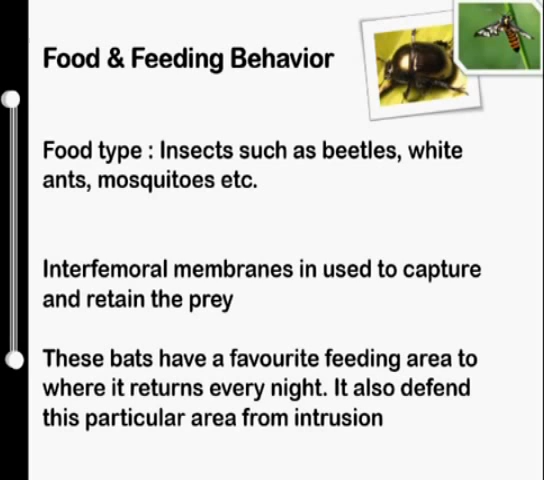 Food & Feeding Behavior
Food type : Insects such as beetles, white
ants, mosquitoes etc.
Interfemoral membranes in used to capture
and retain the prey
These bats have a favourite feeding area to
where it returns every night. It also defend
this particular area from intrusion